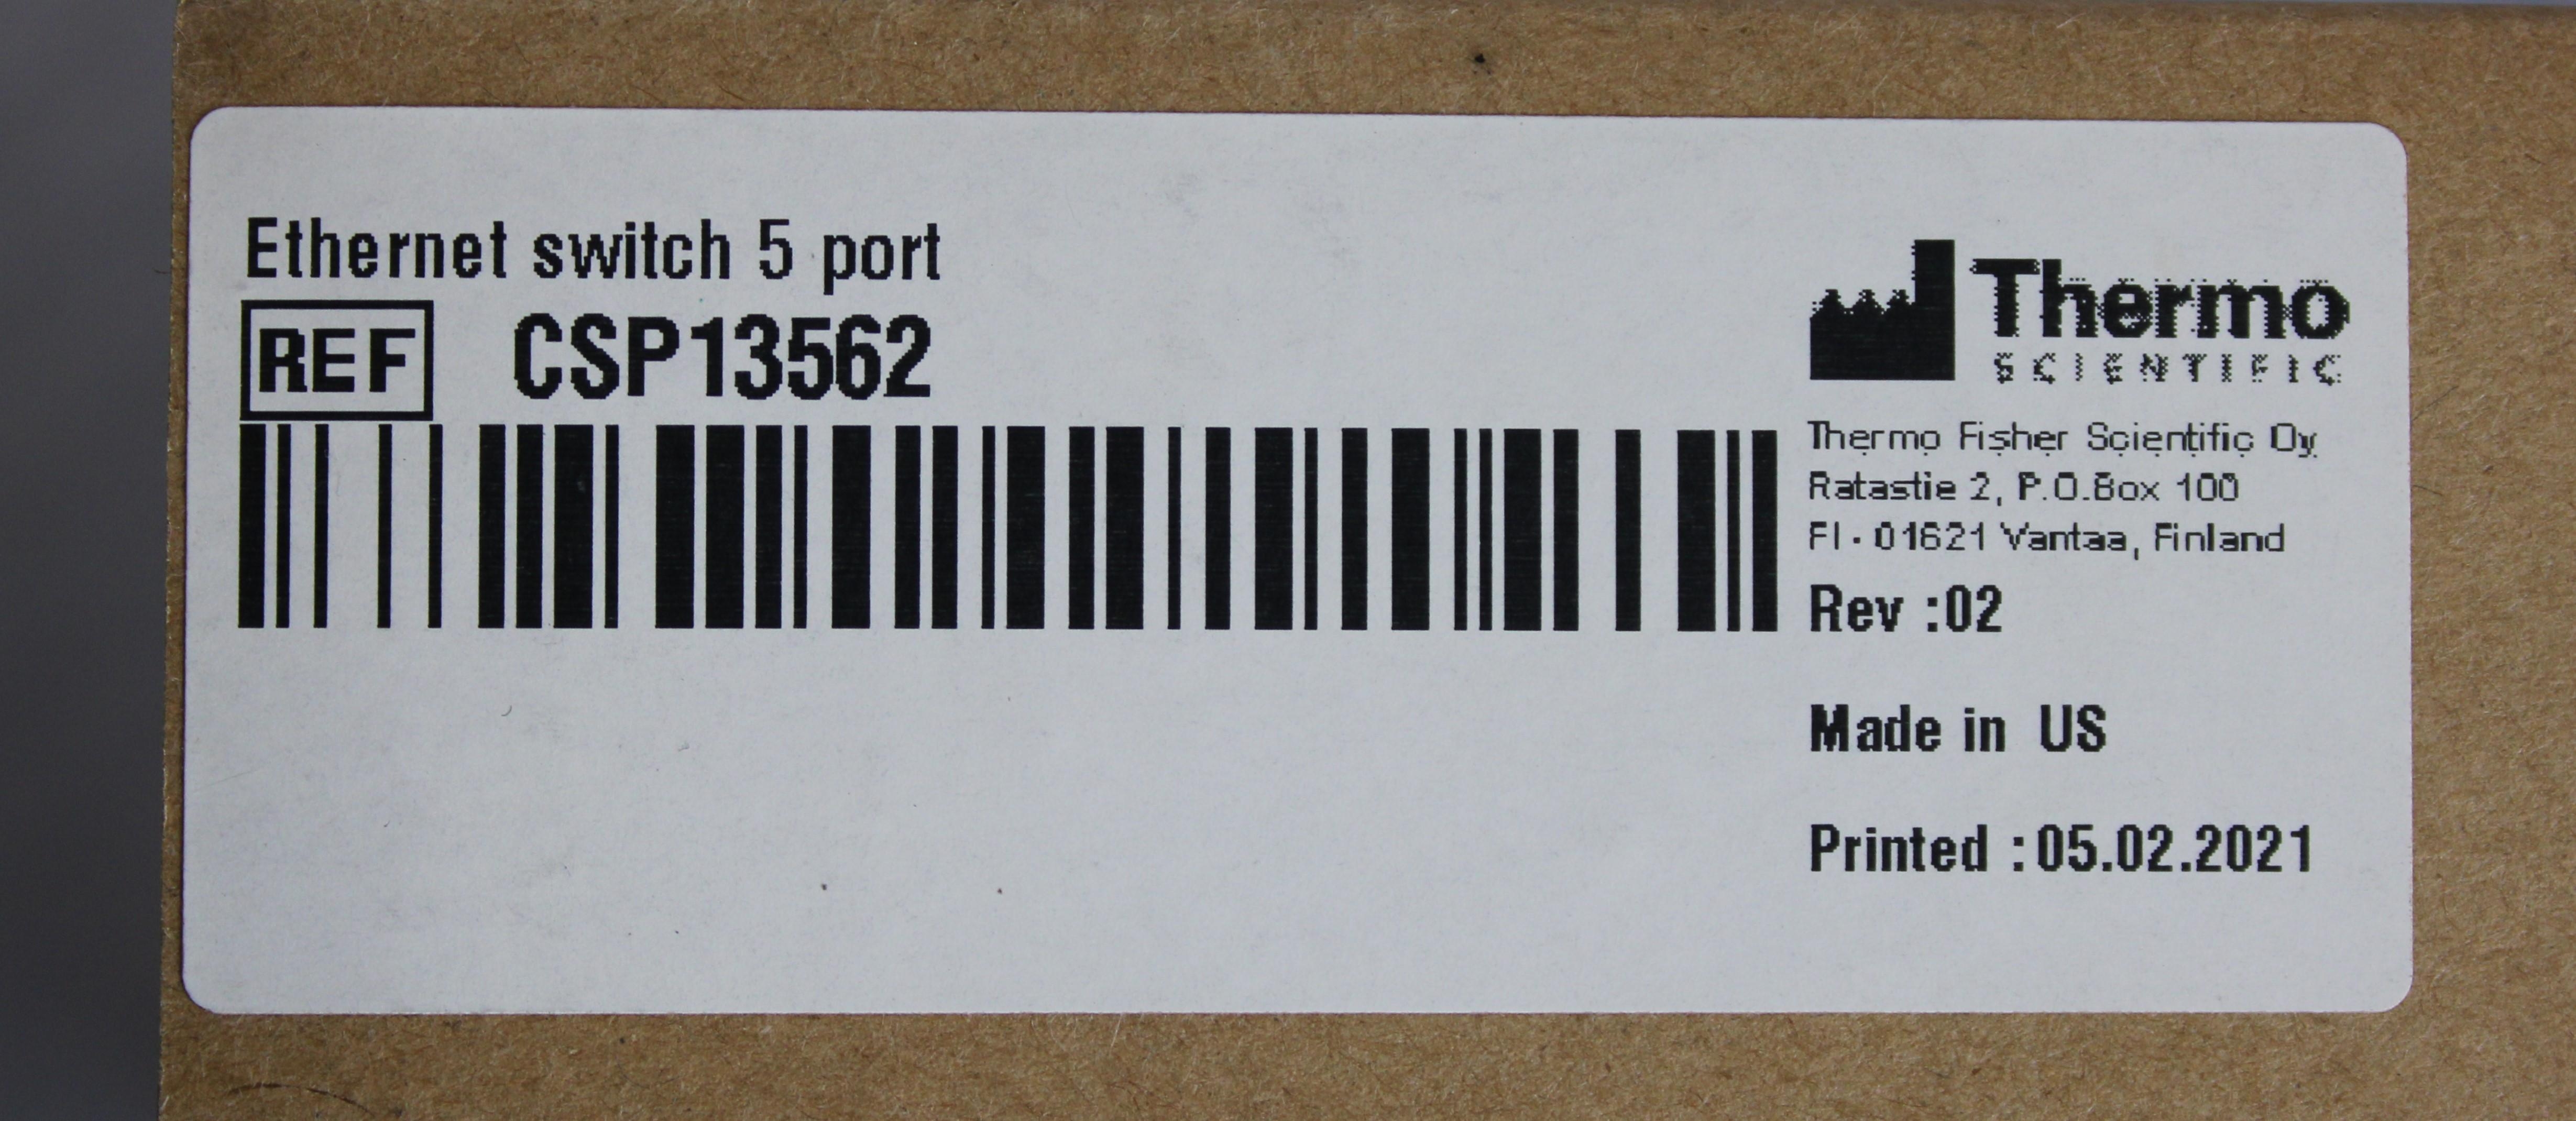 Ethernet switch 5 port
REF CSP13562
Thermo
SCIENTIFIC
Thermo Fisher Scientific Oy
Ratastie 2, P.O.Box 100
FI - 01621 Vantaa, Finland
Rev :02
Made in US
Printed :05.02.2021